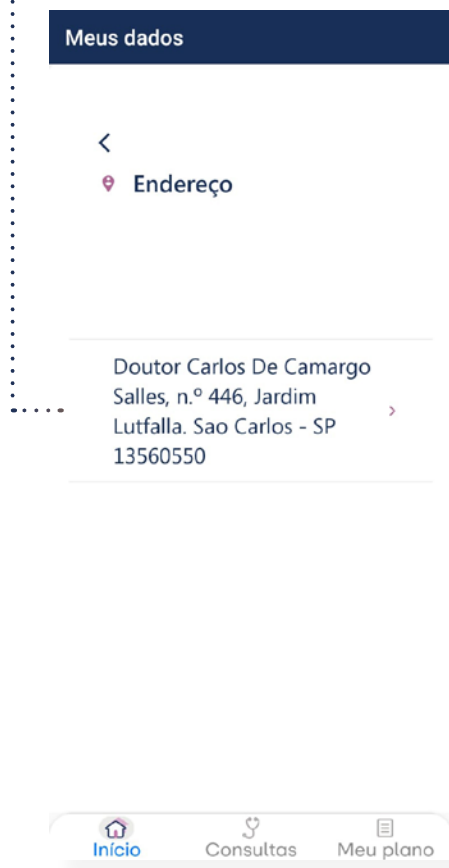 Meus dados
Endereço
Doutor Carlos De Camargo
Salles, n.º 446, Jardim
Lutfalla. Sao Carlos - SP
13560550
Início Consultas Meu plano